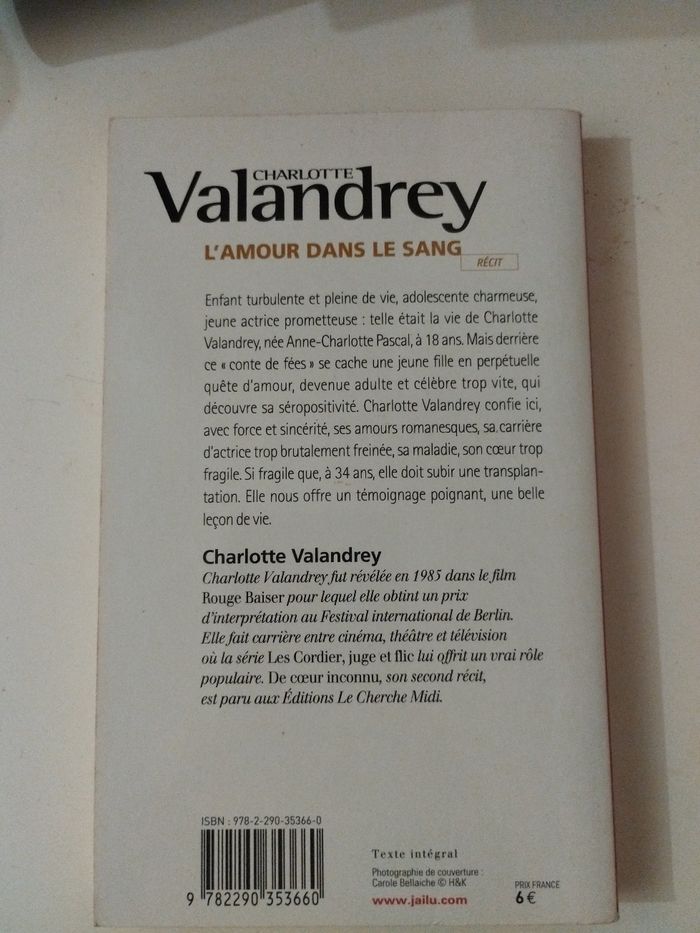 CHARLOTTE
Valandrey
L'AMOUR DANS LE SANG
RÉCIT
Enfant turbulente et pleine de vie, adolescente charmeuse,
jeune actrice prometteuse : telle était la vie de Charlotte
Valandrey, née Anne-Charlotte Pascal, à 18 ans. Mais derrière
ce « conte de fées » se cache une jeune fille en perpétuelle
quête d'amour, devenue adulte et célèbre trop vite, qui
découvre sa séropositivité. Charlotte Valandrey confie ici,
avec force et sincérité, ses amours romanesques, sa carrière
d'actrice trop brutalement freinée, sa maladie, son cœur trop
fragile. Si fragile que, à 34 ans, elle doit subir une transplan-
tation. Elle nous offre un témoignage poignant, une belle
leçon de vie.
Charlotte Valandrey
Charlotte Valandrey fut révélée en 1985 dans le film
Rouge Baiser pour lequel elle obtint un prix
d'interprétation au Festival international de Berlin.
Elle fait carrière entre cinéma, théâtre et télévision
où la série Les Cordier, juge et flic lui offrit un vrai rôle
populaire. De cœur inconnu, son second récit,
est paru aux Éditions Le Cherche Midi.
ISBN : 978-2-290-35366-0
9 782290 353660
Texte intégral
Photographie de couverture :
Carole Bellaiche © H&K
www.jailu.com
PRIX FRANCE
6 €